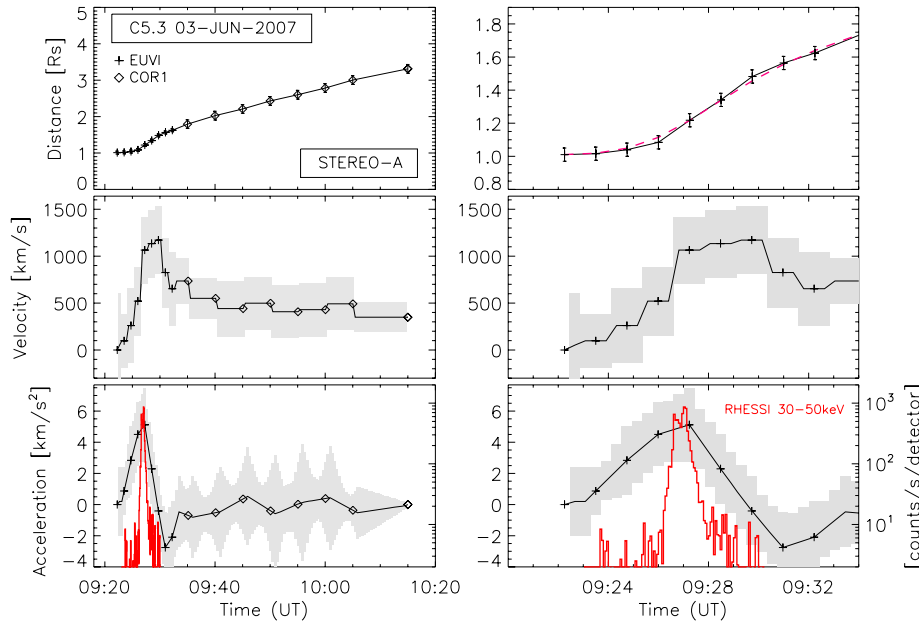 C5.3 03-JUN-2007
EUVI
COR1
STEREO-A
Distance [Rs]
5
4
3
2
1
0
1.8
1.6
1.4
1.2
1.0
0.8
Velocity [km/s]
1500
1000
500
0
1500
1000
500
0
Acceleration [km/s²]
6
4
2
0
-2
-4
RHESSI 30-50keV
6
4
2
0
-2
-4
10³
10²
10¹
[counts/s/detector]
09:20 09:40 10:00 10:20
Time (UT)
09:24 09:28 09:32
Time (UT)